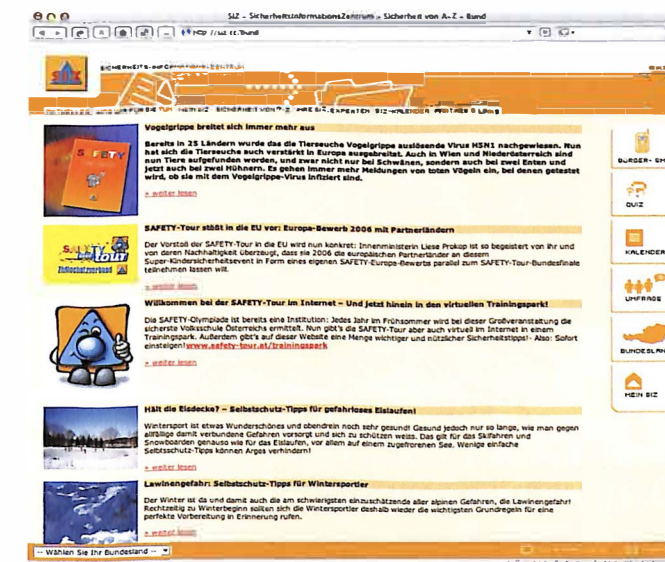 SIZ - SicherheitsInformationsZentrum - Sicherheit von A-Z - Bund
SIZ
Vogelgrippe breitet sich immer mehr aus
Bereits in 25 Ländern wurde das die Tierseuche Vogelgrippe auslösende Virus H5N1 nachgewiesen. Nun
hat sich die Tierseuche auch verstärkt in Europa ausgebreitet. Auch in Wien und Niederösterreich sind
nun Tiere aufgefunden worden, und zwar nicht nur bei Schwänen, sondern auch bei zwei Enten und
jetzt auch bei zwei Hühnern. Es gehen immer mehr Meldungen von toten Vögeln ein, bei denen getestet
wird, ob sie mit dem Vogelgrippe-Virus infiziert sind.
» weiter lesen
SAFETY
BÜRGER-
QUIZ
KALENDER
UMFRAGE
MEIN SIZ
SAFETY-Tour stößt in die EU vor: Europa-Bewerb 2006 mit Partnerländern
Der Vorstoß der SAFETY-Tour in die EU wird nun konkret: Innenministerin Liese Prokop ist so begeistert von ihr und
von deren Nachhaltigkeit überzeugt, dass sie 2006 die europäischen Partnerländer an diesem
Super-Kindersicherheitsevent in Form eines eigenen SAFETY-Europa-Bewerbs parallel zum SAFETY-Tour-Bundesfinale
teilnehmen lassen will.
» weiter lesen
Tour
Zivilschutzverband
Willkommen bei der SAFETY-Tour im Internet – Und jetzt hinein in den virtuellen Trainingspark!
Die SAFETY-Olympiade ist bereits eine Institution: Jedes Jahr im Frühsommer wird bei dieser Großveranstaltung die
sicherste Volksschule Österreichs ermittelt. Nun gibt's die SAFETY-Tour aber auch virtuell im Internet in einem
Trainingspark. Außerdem gibt's auf dieser Website eine Menge wichtiger und nützlicher Sicherheitstipps!- Also: Sofort
einsteigen!www.safety-tour.at/trainingspark
» weiter lesen
Hält die Eisdecke? – Selbstschutz-Tipps für gefahrloses Eislaufen!
Wintersport ist etwas Wunderschönes und obendrein noch sehr gesund! Gesund jedoch nur so lange, wie man gegen
allfällige damit verbundene Gefahren vorsorgt und sich zu schützen weiss. Das gilt für das Skifahren und
Snowboarden genauso wie für das Eislaufen, vor allem auf einem zugefrorenen See. Wenige einfache
Selbtsschutz-Tipps können Arges verhindern!
» weiter lesen
Lawinengefahr: Selbstschutz-Tipps für Wintersportler
Der Winter ist da und damit auch die am schwierigsten einzuschätzende aller alpinen Gefahren, die Lawinengefahr!
Rechtzeitig zu Winterbeginn sollten sich die Wintersportler deshalb wieder die wichtigsten Grundregeln für eine
perfekte Vorbereitung in Erinnerung rufen.
» weiter lesen
-- Wählen Sie Ihr Bundesland --